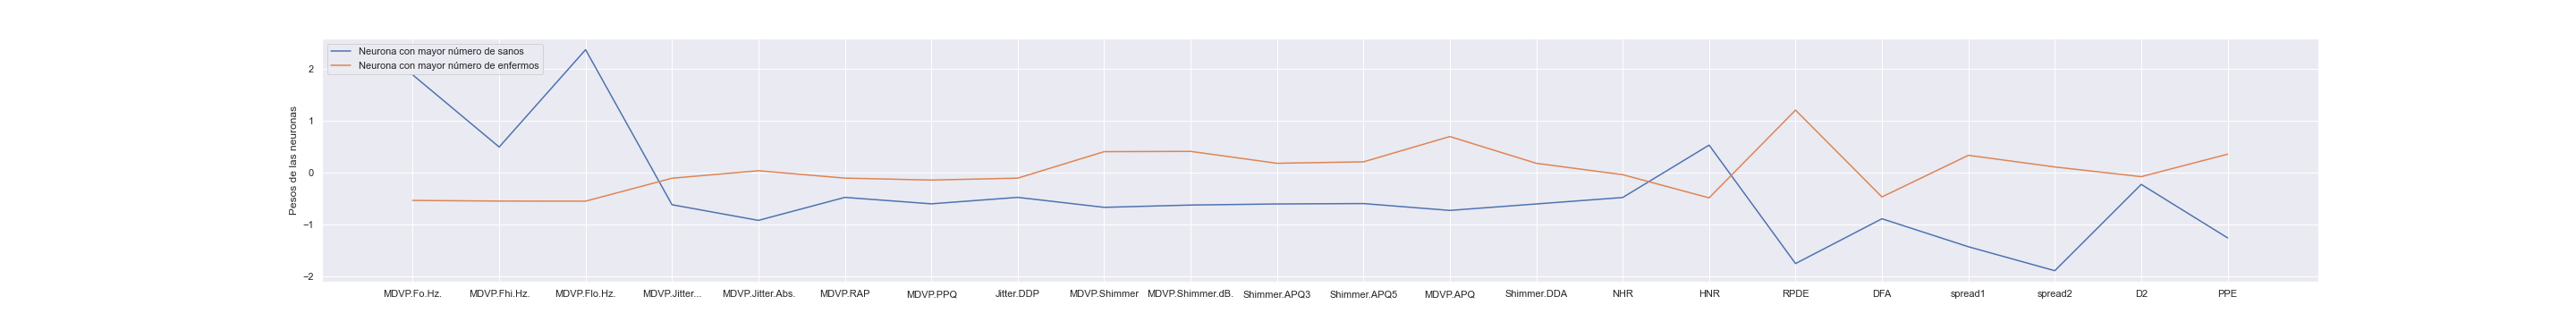 Neurona con mayor número de sanos
Neurona con mayor número de enfermos
Pesos de las neuronas
2
1
0
−1
−2
MDVP.Fo.Hz. MDVP.Fhi.Hz. MDVP.Flo.Hz. MDVP.Jitter... MDVP.Jitter.Abs. MDVP.RAP MDVP.PPQ Jitter.DDP MDVP.Shimmer MDVP.Shimmer.dB. Shimmer.APQ3 Shimmer.APQ5 MDVP.APQ Shimmer.DDA NHR HNR RPDE DFA spread1 spread2 D2 PPE